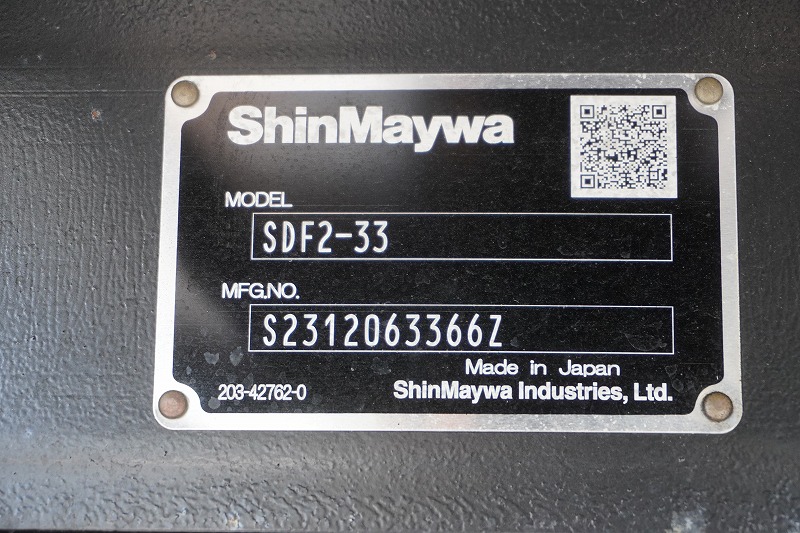 ShinMaywa
MODEL
SDF2-33
MFG.NO.
S2312063366Z
Made in Japan
203-42762-0
ShinMaywa Industries, Ltd.